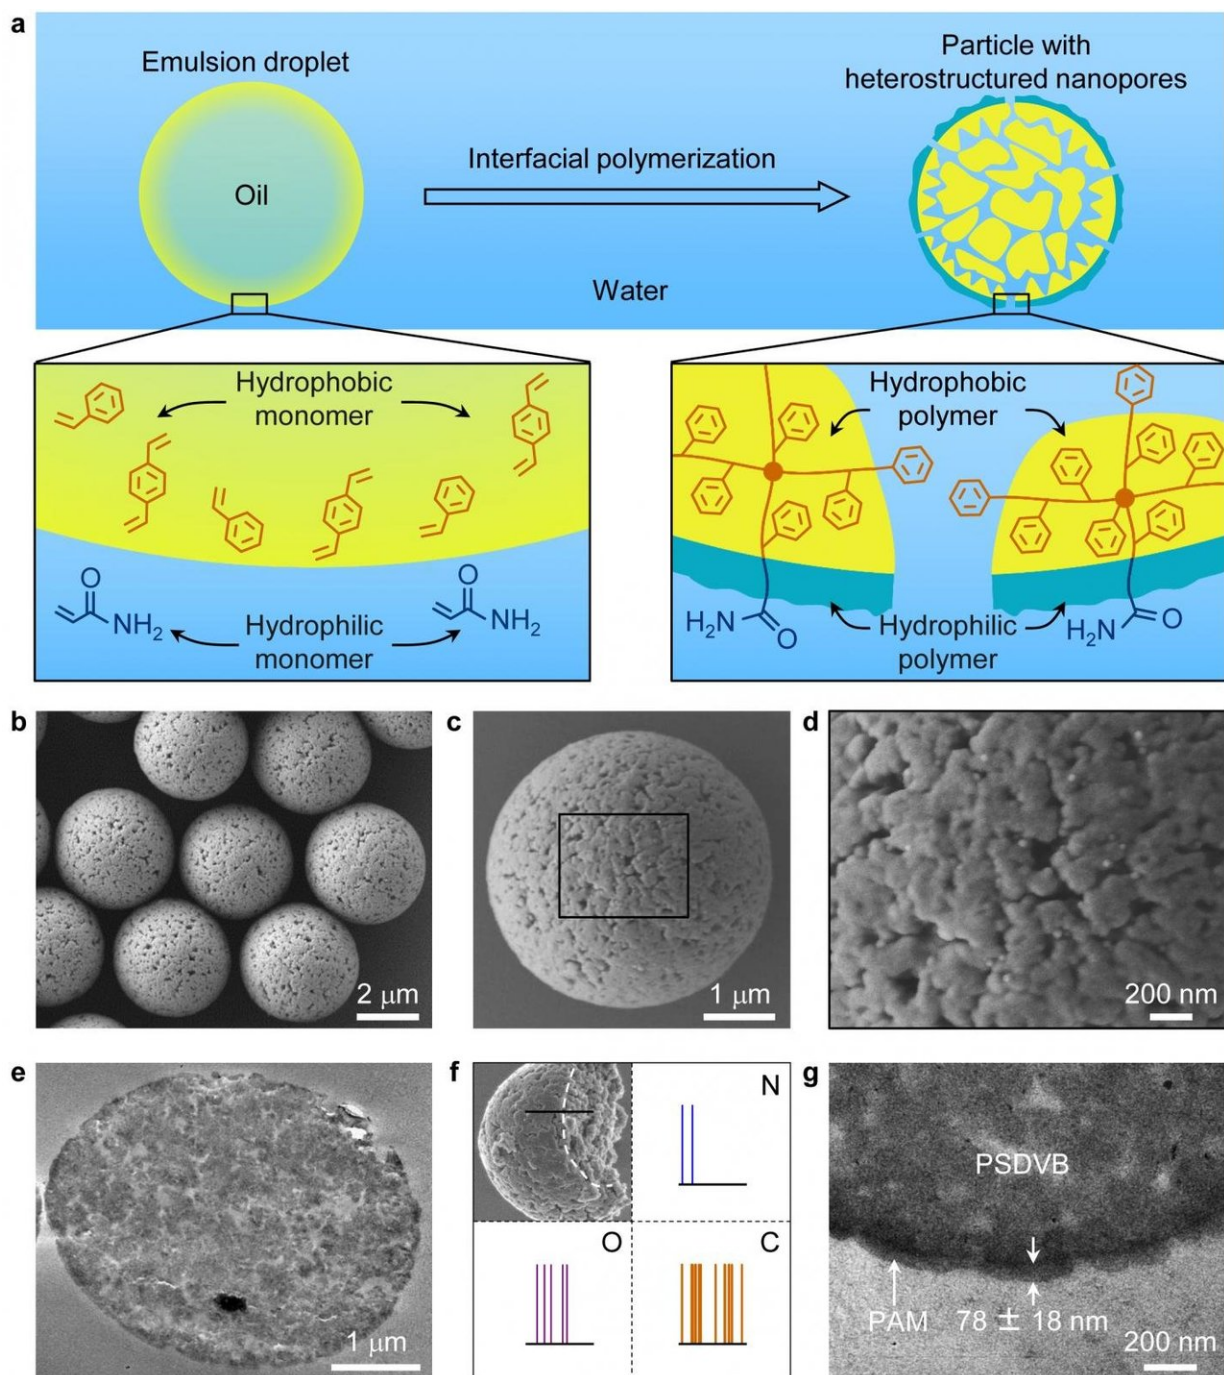 a
Emulsion droplet
Particle with
heterostructured nanopores
Oil
Interfacial polymerization
Water
Hydrophobic
monomer
O
NH2
O
NH2
Hydrophilic
monomer
Hydrophobic
polymer
H2N
O
H2N
O
Hydrophilic
polymer
b
2 μm
c
1 μm
d
200 nm
e
1 μm
f
N
O
C
g
PSDVB
PAM
78 ± 18 nm
200 nm